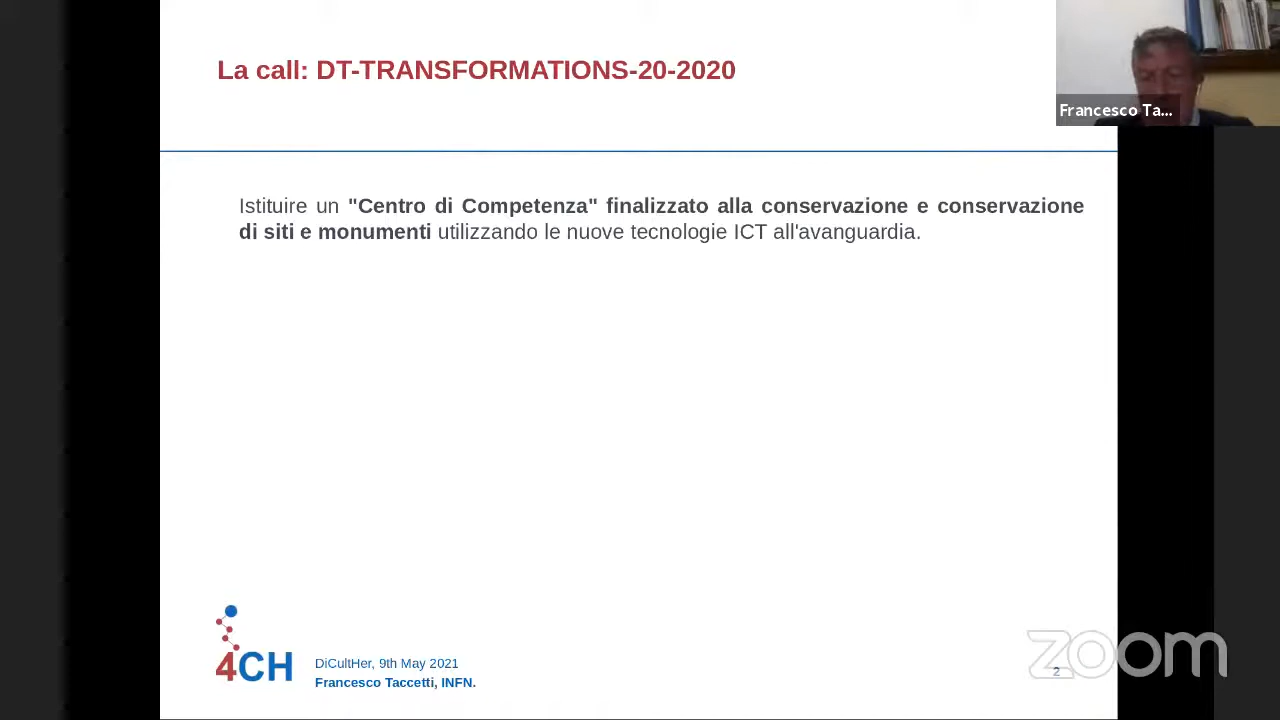 La call: DT-TRANSFORMATIONS-20-2020
Francesco Ta...
Istituire un "Centro di Competenza" finalizzato alla conservazione e conservazione
di siti e monumenti utilizzando le nuove tecnologie ICT all'avanguardia.
4CH
DiCultHer, 9th May 2021
Francesco Taccetti, INFN.
2
zoom